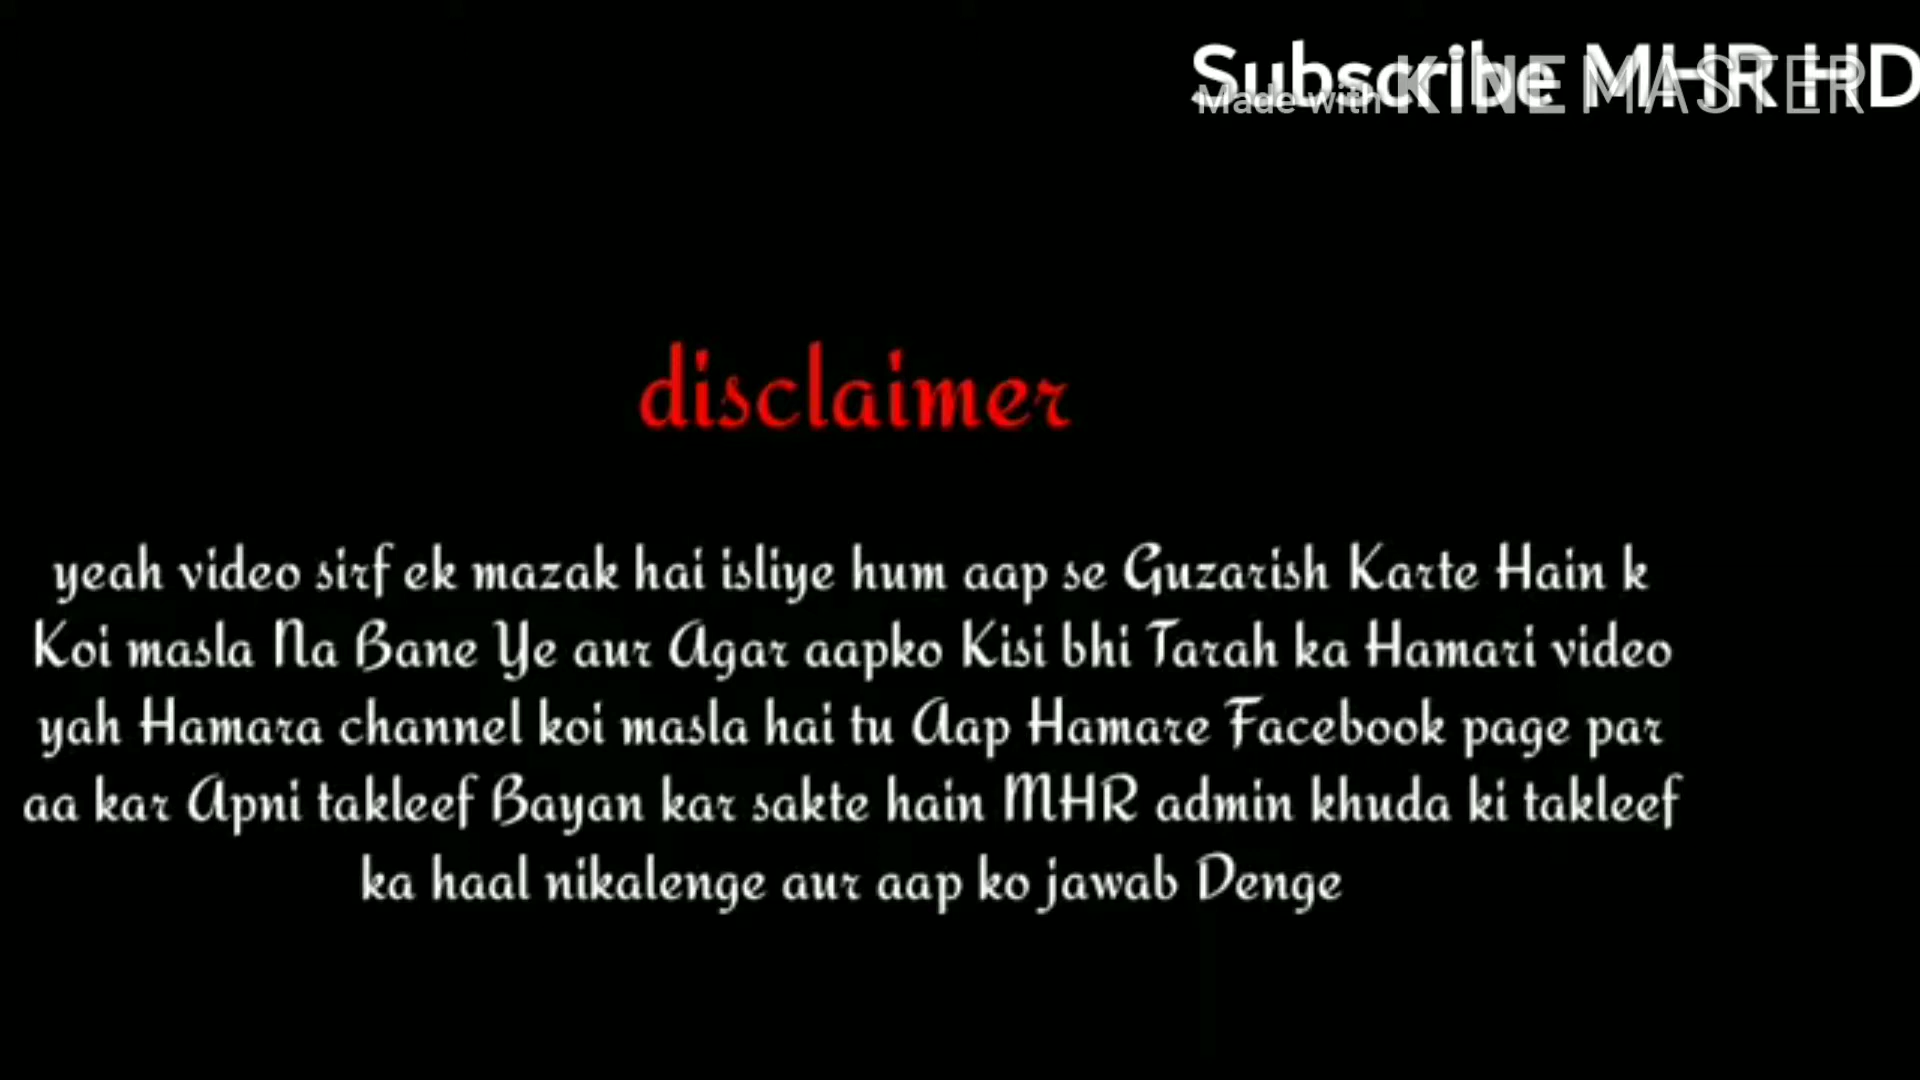 Subscribe MHR HD
Made with KINEMASTER
disclaimer
yeah video sirf ek mazak hai isliye hum aap se Guzarish Karte Hain k
Koi masla Na Bane Ye aur Agar aapko Kisi bhi Tarah ka Hamari video
yah Hamara channel koi masla hai tu Aap Hamare Facebook page par
aa kar Apni takleef Bayan kar sakte hain MHR admin khuda ki takleef
ka haal nikalenge aur aap ko jawab Denge